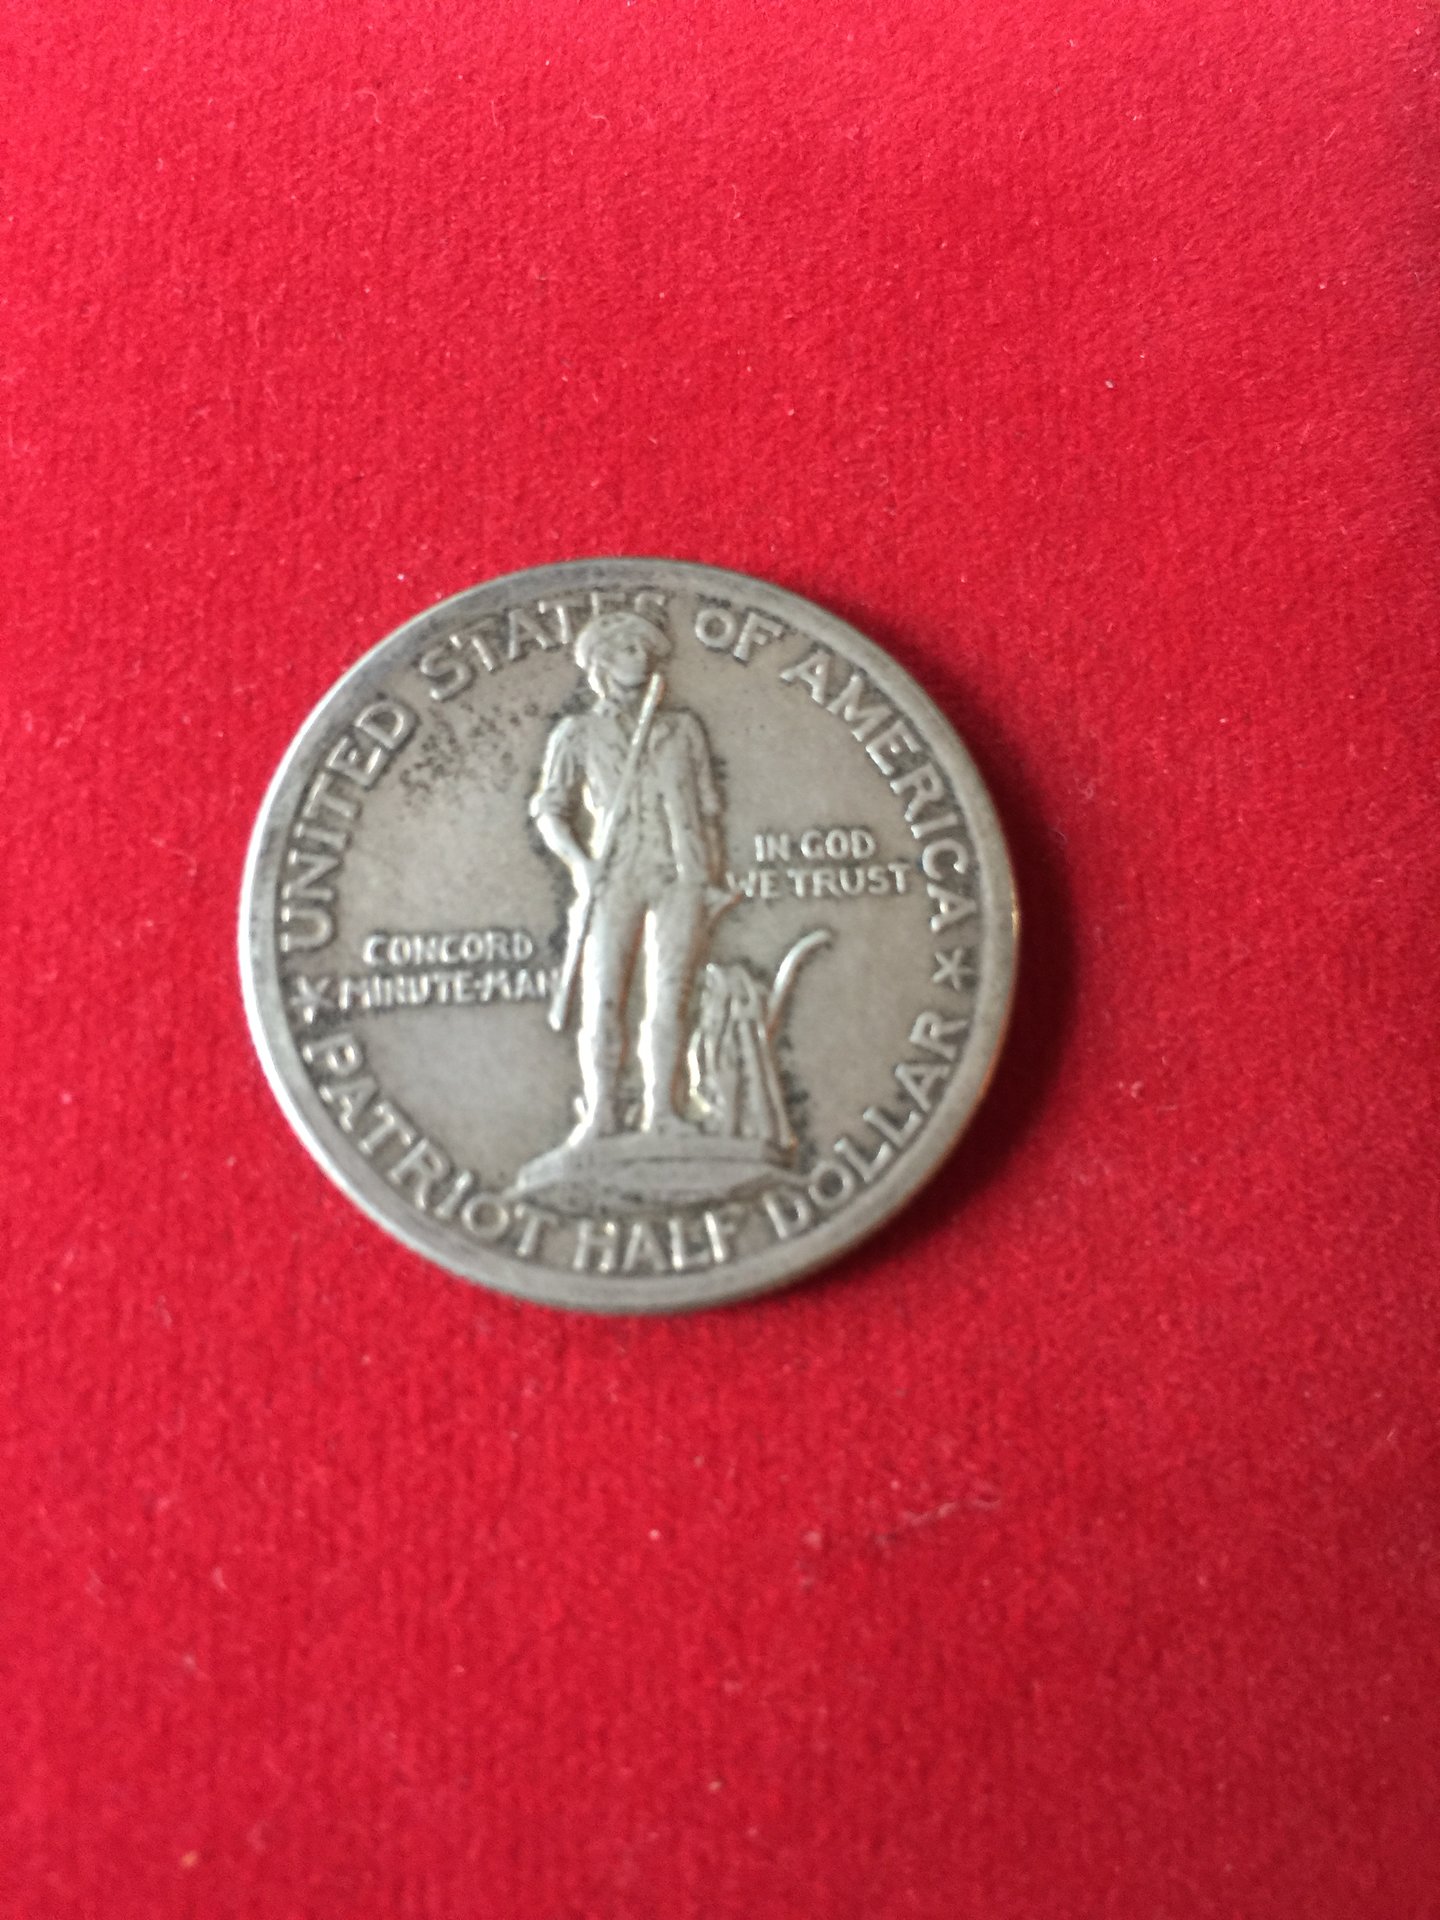 UNITED STATES OF AMERICA
IN GOD
WE TRUST
CONCORD
MINUTE-MAN
PATRIOT HALF DOLLAR